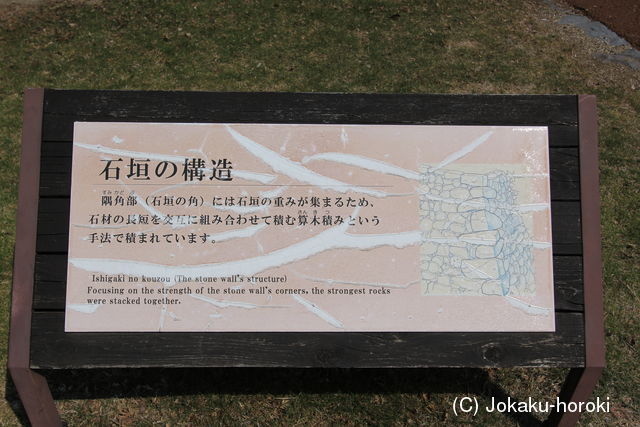 石垣の構造
隅角部（石垣の角）には石垣の重みが集まるため、
石材の長短を交互に組み合わせて積む算木積みという
手法で積まれています。
Ishigaki no kouzou (The stone wall's structure)
Focusing on the strength of the stone wall's corners, the strongest rocks
were stacked together.
(C) Jokaku-horoki